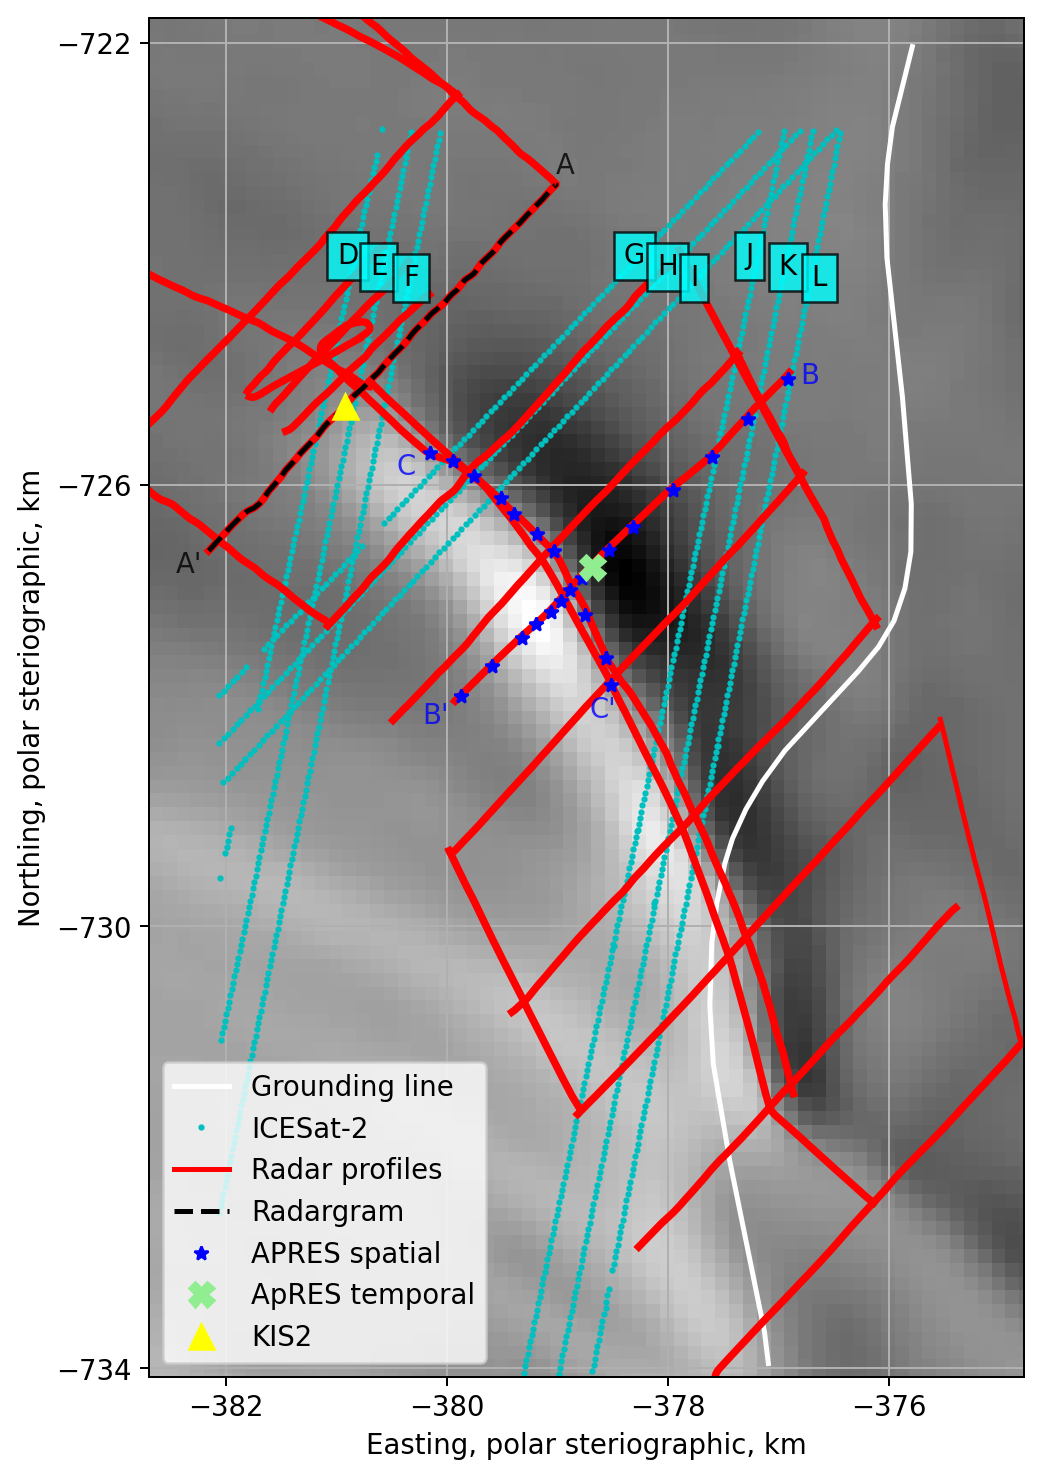 −722
−726
−730
−734
Northing, polar steriographic, km
A
D
E
F
G
H
I
J
K
L
B
C
A'
B'
C'
Grounding line
ICESat-2
Radar profiles
Radargram
APRES spatial
ApRES temporal
KIS2
−382
−380
−378
−376
Easting, polar steriographic, km